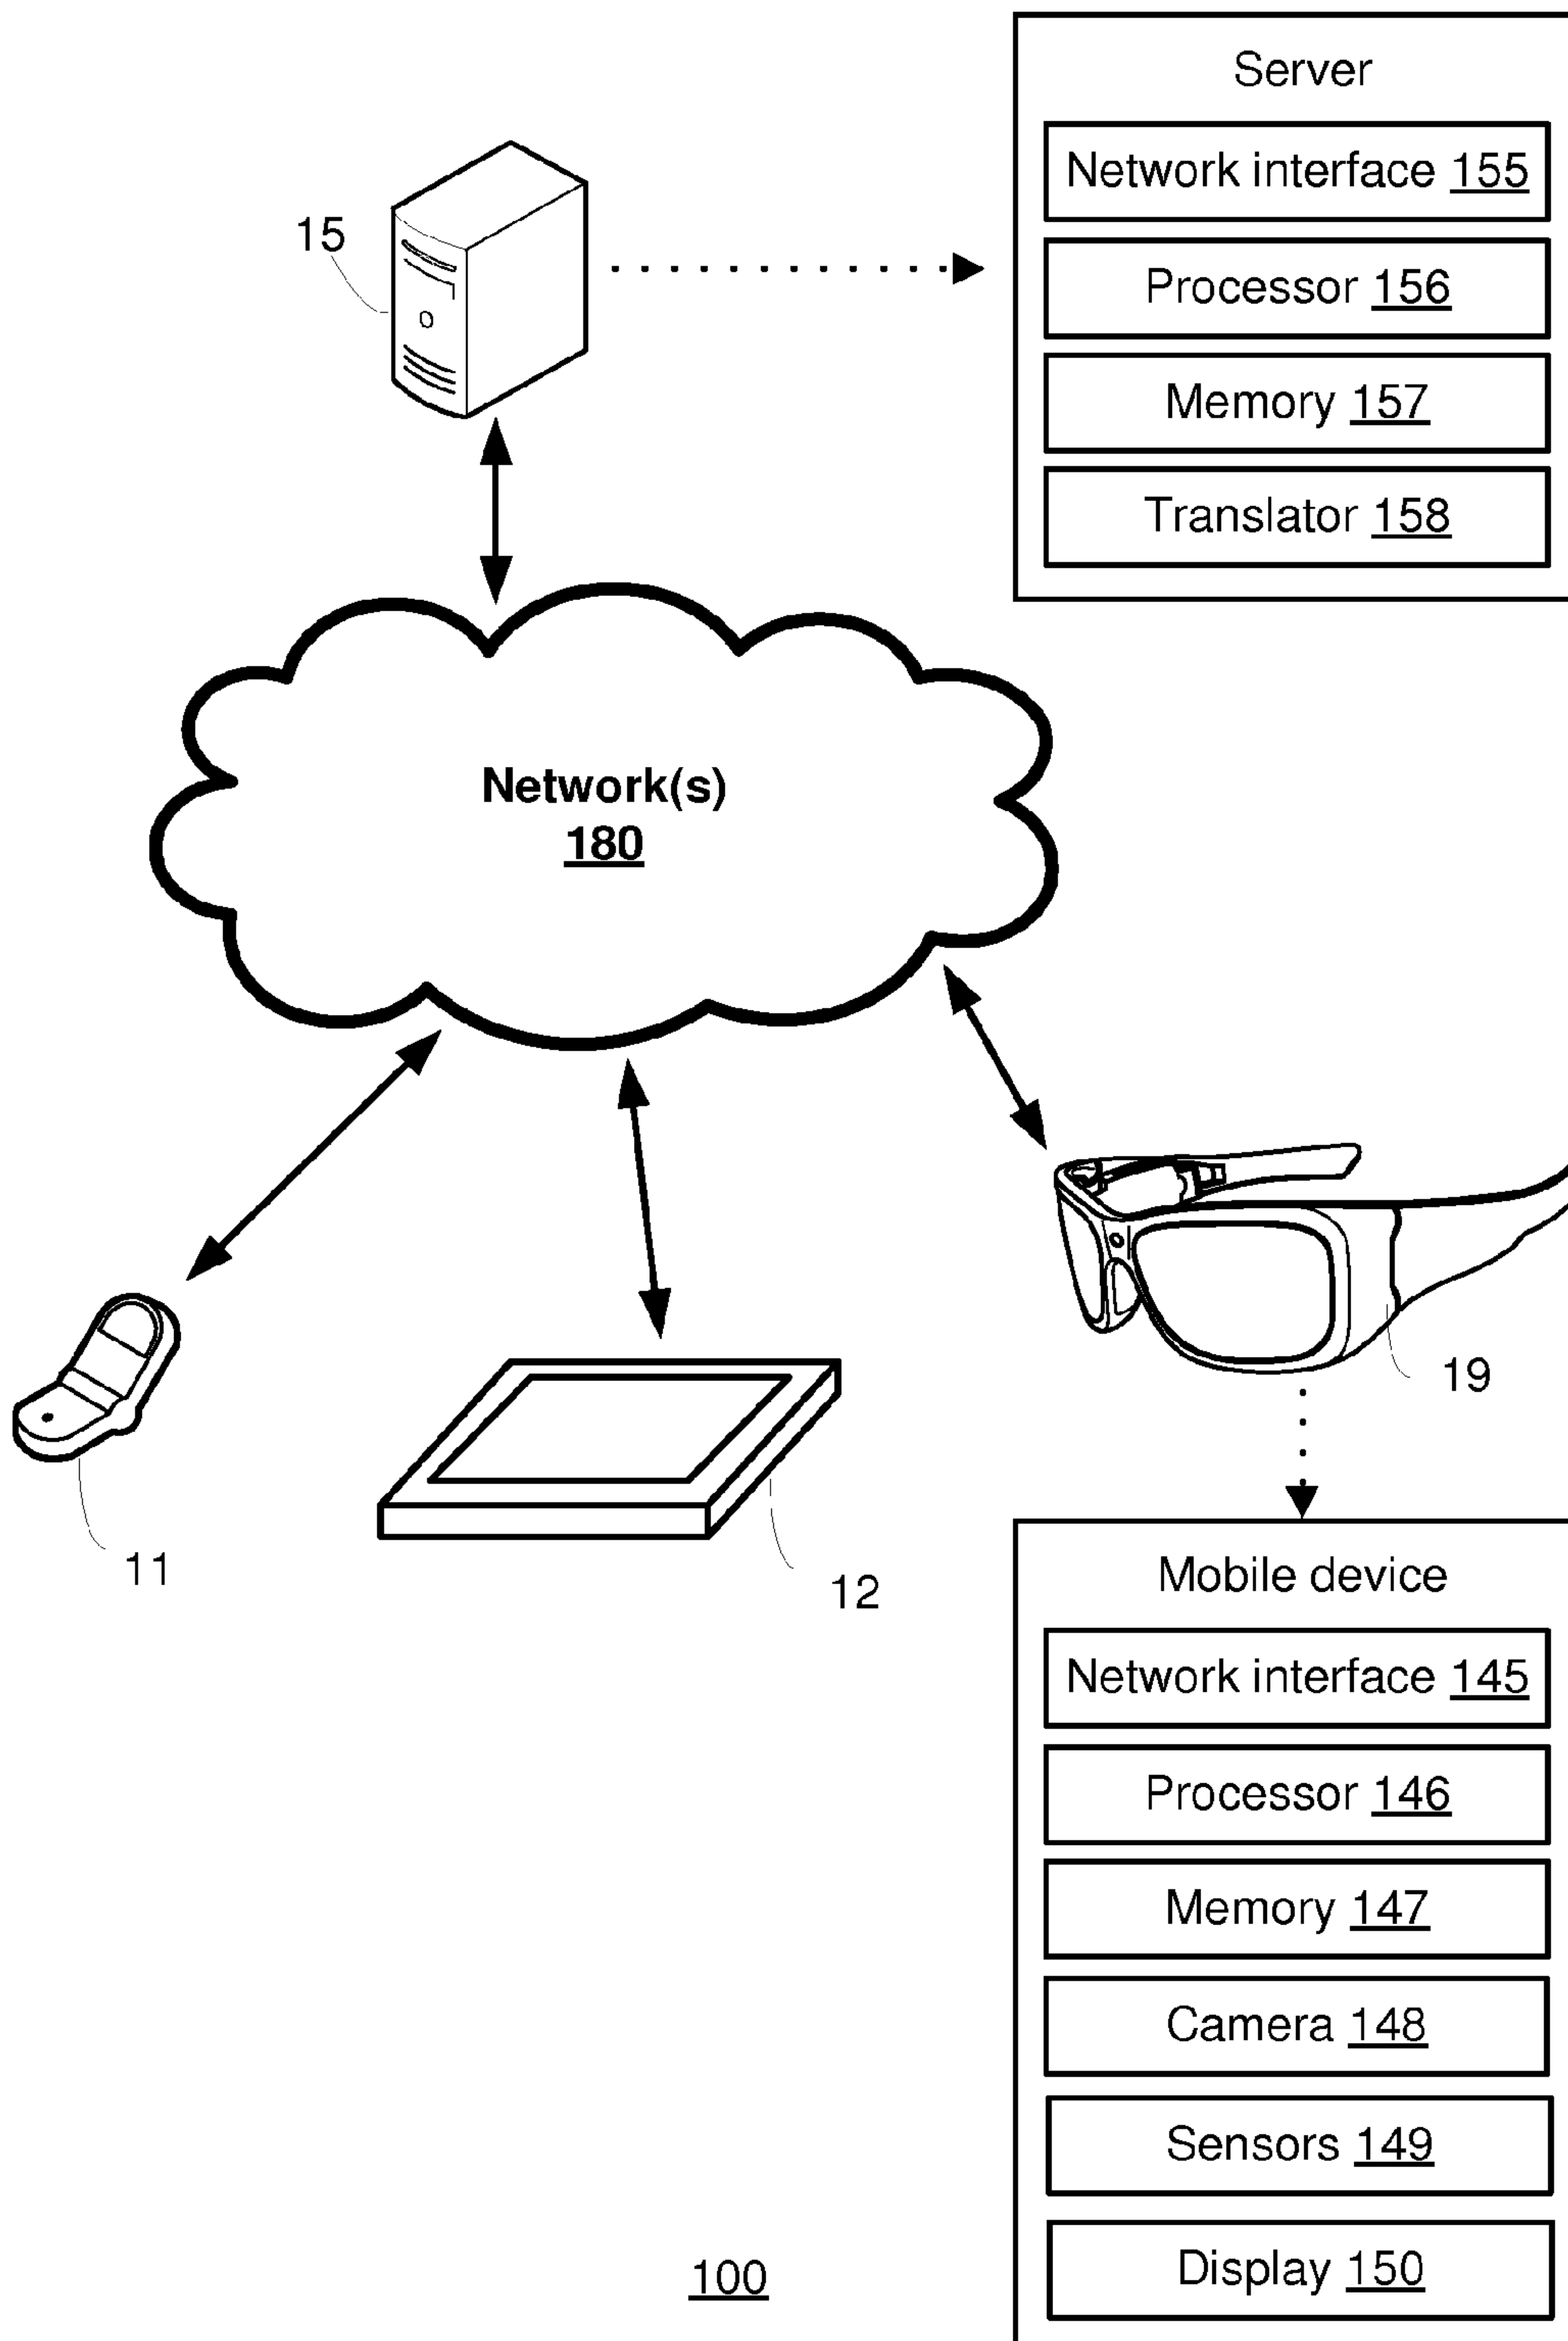 Server
Network interface 155
Processor 156
Memory 157
Translator 158
15
Network(s)
180
19
11
12
Mobile device
Network interface 145
Processor 146
Memory 147
Camera 148
Sensors 149
Display 150
100